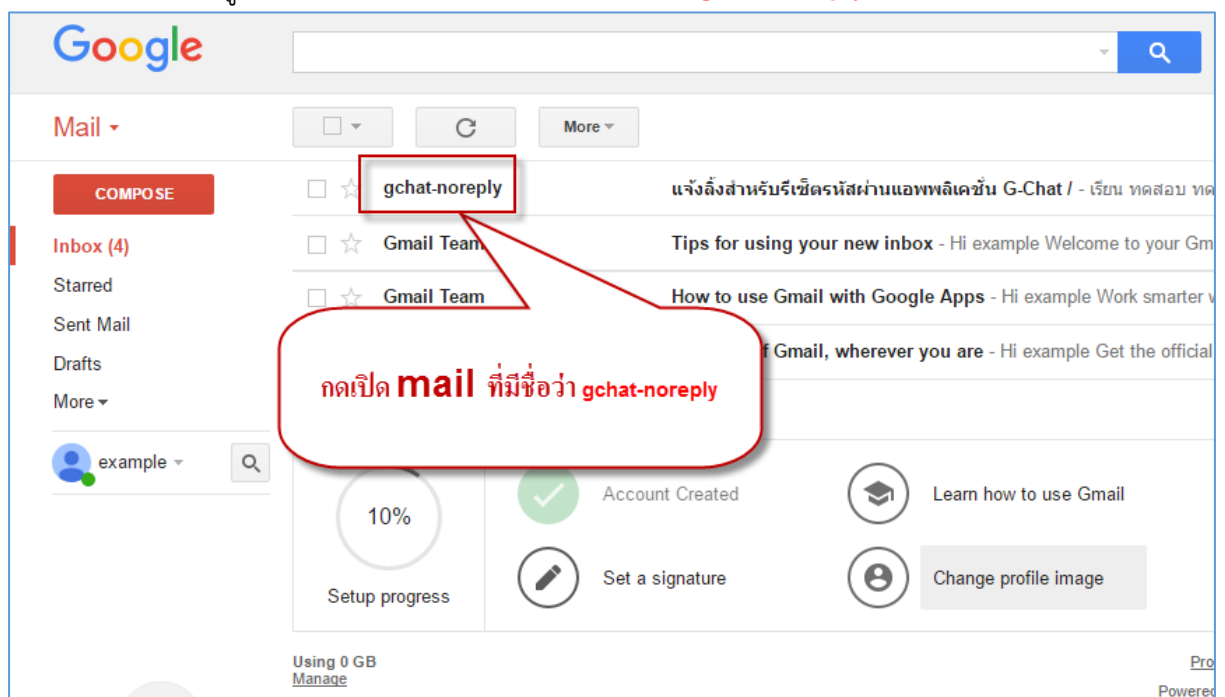 Google
Mail
More
COMPOSE
gchat-noreply
แจ้งลิ้งสำหรับรีเซ็ตรหัสผ่านแอพพลิเคชั่น G-Chat / - เรียน ทดสอบ ทด
Inbox (4)
Gmail Team
Tips for using your new inbox - Hi example Welcome to your Gm
Starred
Gmail Team
How to use Gmail with Google Apps - Hi example Work smarter
Sent Mail
Drafts
f Gmail, wherever you are - Hi example Get the official
More
กดเปิด mail ที่มีชื่อว่า gchat-noreply
example
10%
Setup progress
Account Created
Learn how to use Gmail
Set a signature
Change profile image
Using 0 GB
Manage
Pro
Powered